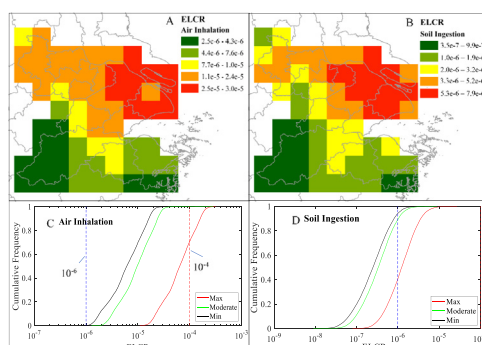 A
ELCR
Air Inhalation
2.5e-6 - 4.3e-6
4.4e-6 - 7.6e-6
7.7e-6 - 1.0e-5
1.1e-5 - 2.4e-5
2.5e-5 - 3.0e-5
B
ELCR
Soil Ingestion
3.5e-7 – 9.9e-
1.0e-6 – 1.9e-
2.0e-6 – 3.2e-
3.3e-6 – 5.2e-
5.3e-6 – 7.9e-
Cumulative Frequency
1
0.8
0.6
0.4
0.2
0
C Air Inhalation
10-6
10-4
Max
Moderate
Min
10-7
10-6
10-5
10-4
10-3
ELCR
Cumulative Frequency
1
0.8
0.6
0.4
0.2
0
D Soil Ingestion
Max
Moderate
Min
10-9
10-8
10-7
10-6
10-5
10-
ELCR